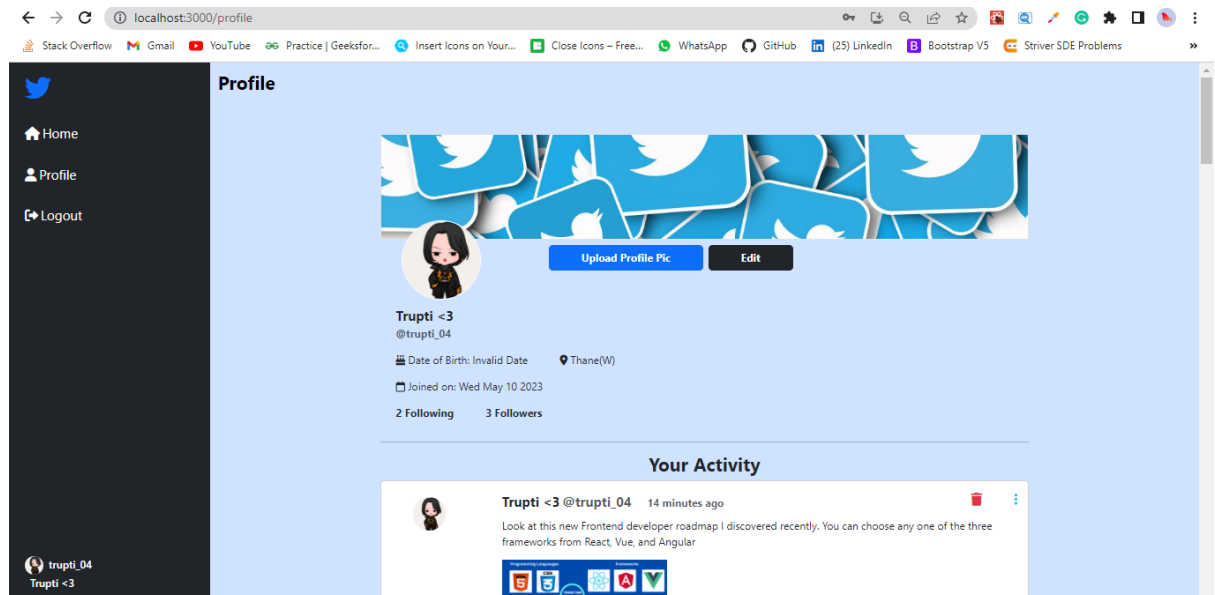 localhost:3000/profile
Stack Overflow Gmail YouTube Practice | Geeksfor... Insert Icons on Your... Close Icons – Free... WhatsApp GitHub (25) LinkedIn Bootstrap V5 Striver SDE Problems »
Profile
Home
Profile
Logout
Upload Profile Pic Edit
Trupti <3
@trupti_04
Date of Birth: Invalid Date Thane(W)
Joined on: Wed May 10 2023
2 Following 3 Followers
Your Activity
Trupti <3 @trupti_04 14 minutes ago
Look at this new Frontend developer roadmap I discovered recently. You can choose any one of the three
frameworks from React, Vue, and Angular
Programming Languages Frameworks
trupti_04
Trupti <3